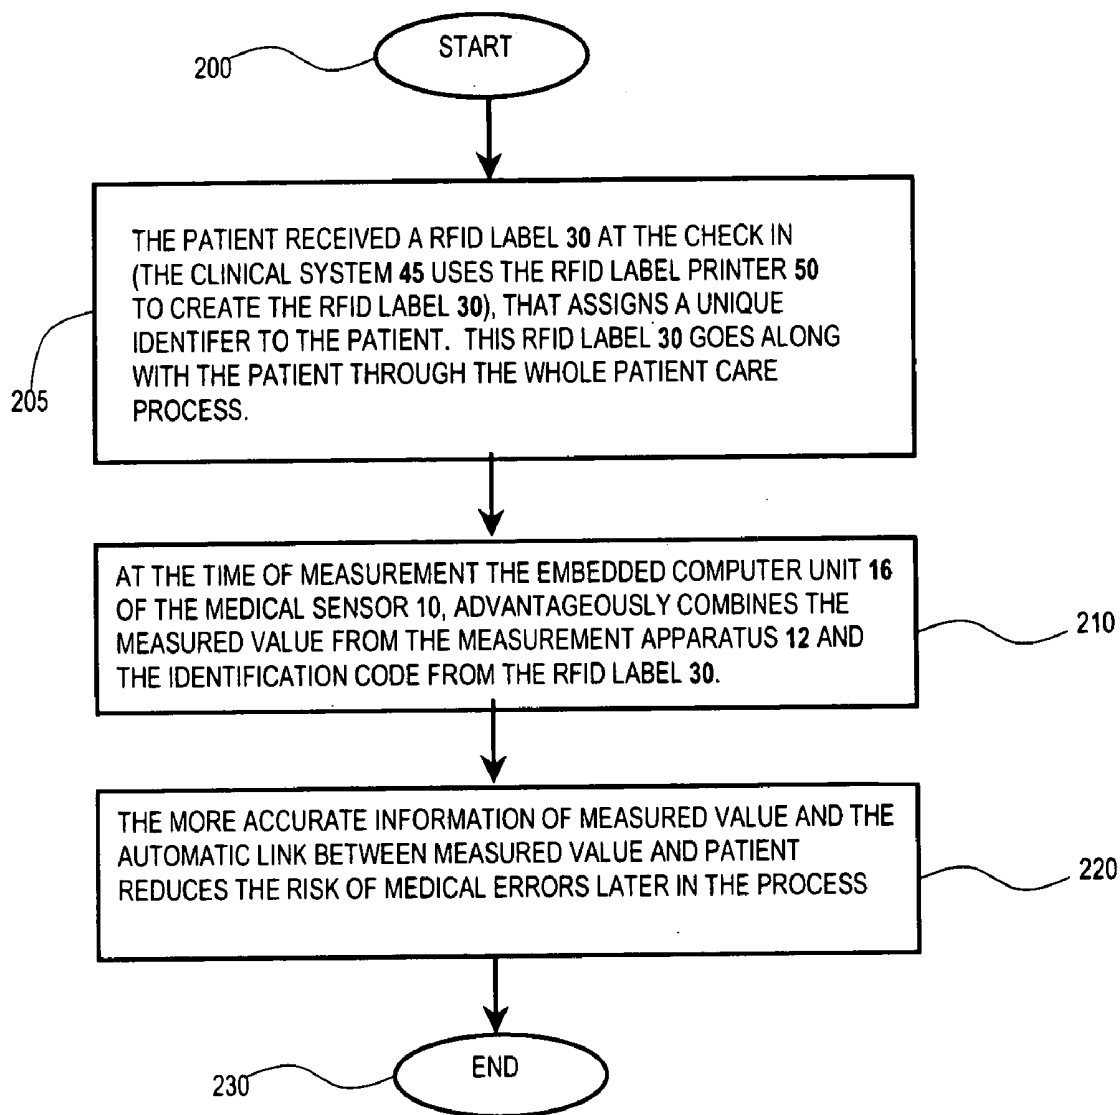 START
200
THE PATIENT RECEIVED A RFID LABEL 30 AT THE CHECK IN
(THE CLINICAL SYSTEM 45 USES THE RFID LABEL PRINTER 50
TO CREATE THE RFID LABEL 30), THAT ASSIGNS A UNIQUE
IDENTIFER TO THE PATIENT. THIS RFID LABEL 30 GOES ALONG
WITH THE PATIENT THROUGH THE WHOLE PATIENT CARE
PROCESS.
205
AT THE TIME OF MEASUREMENT THE EMBEDDED COMPUTER UNIT 16
OF THE MEDICAL SENSOR 10, ADVANTAGEOUSLY COMBINES THE
MEASURED VALUE FROM THE MEASUREMENT APPARATUS 12 AND
THE IDENTIFICATION CODE FROM THE RFID LABEL 30.
210
THE MORE ACCURATE INFORMATION OF MEASURED VALUE AND THE
AUTOMATIC LINK BETWEEN MEASURED VALUE AND PATIENT
REDUCES THE RISK OF MEDICAL ERRORS LATER IN THE PROCESS
220
END
230